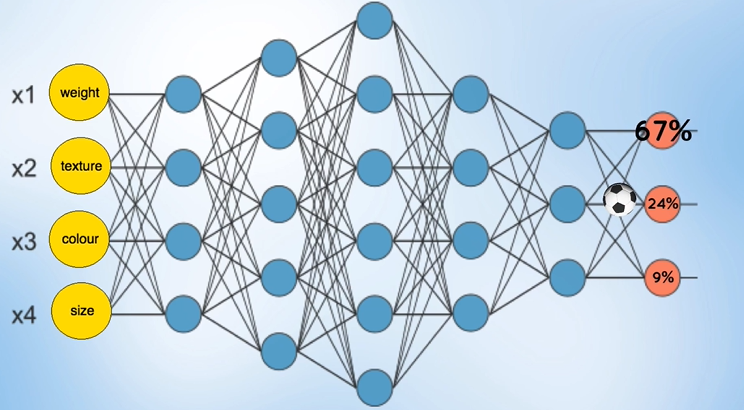 x1 weight 67%
x2 texture 24%
x3 colour 9%
x4 size